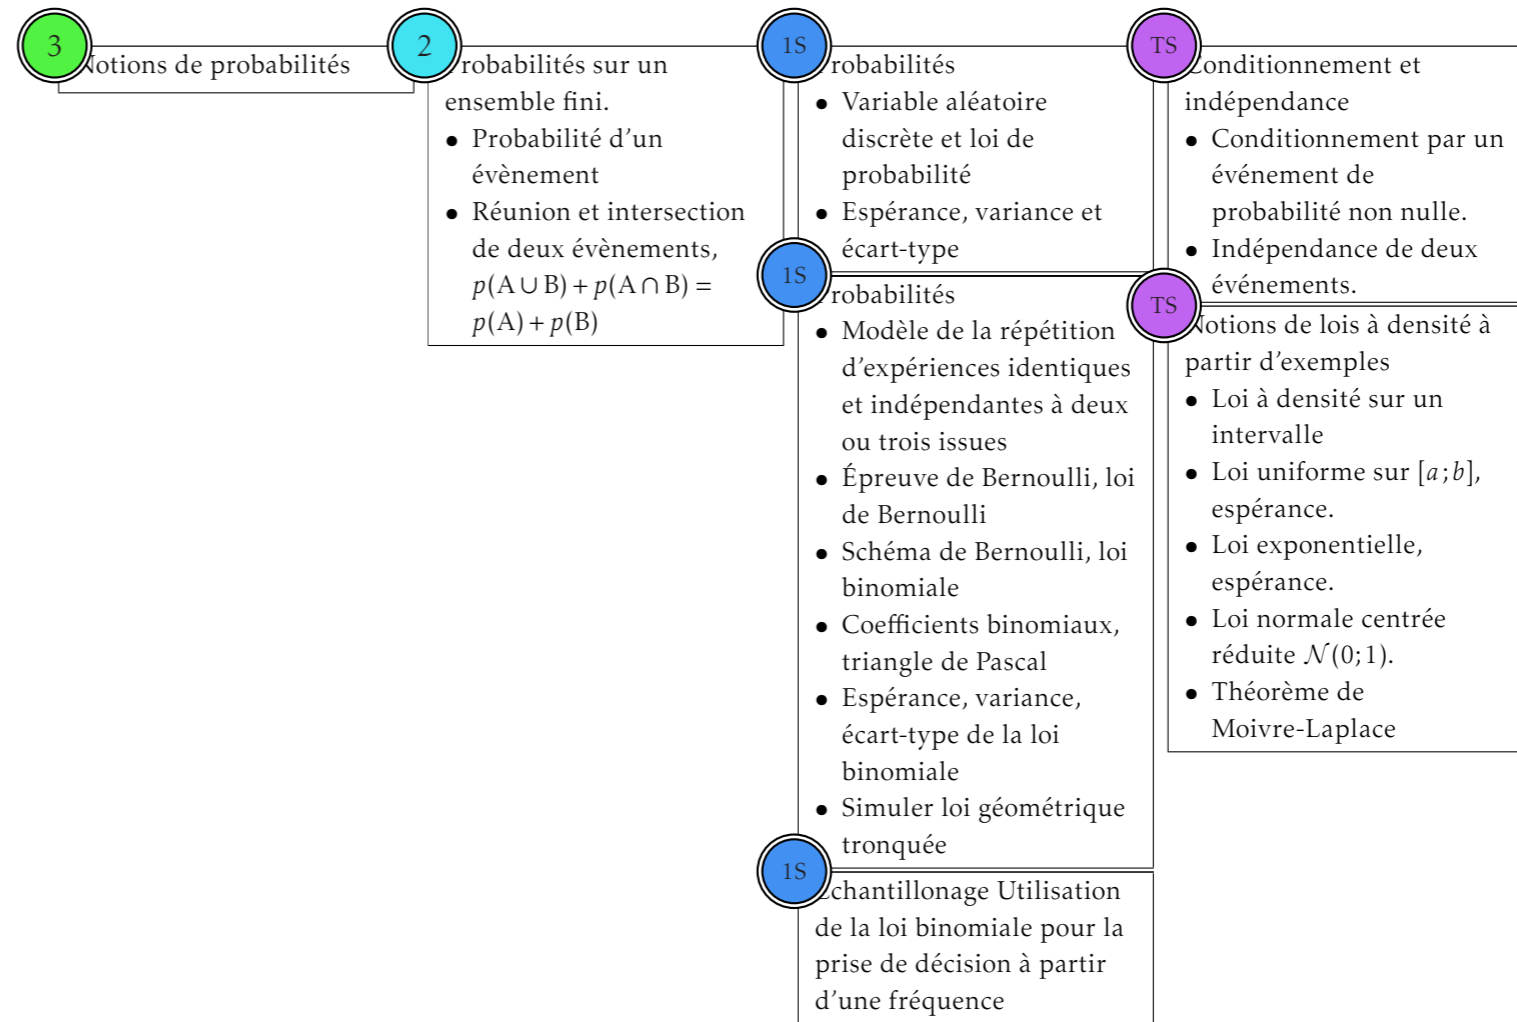 3
Notions de probabilités
2
Probabilités sur un
ensemble fini.
• Probabilité d'un
évènement
• Réunion et intersection
de deux évènements,
p(A ∪ B) + p(A ∩ B) =
p(A) + p(B)
1S
Probabilités
• Variable aléatoire
discrète et loi de
probabilité
• Espérance, variance et
écart-type
1S
Probabilités
• Modèle de la répétition
d'expériences identiques
et indépendantes à deux
ou trois issues
• Épreuve de Bernoulli, loi
de Bernoulli
• Schéma de Bernoulli, loi
binomiale
• Coefficients binomiaux,
triangle de Pascal
• Espérance, variance,
écart-type de la loi
binomiale
• Simuler loi géométrique
tronquée
1S
Échantillonage Utilisation
de la loi binomiale pour la
prise de décision à partir
d'une fréquence
TS
Conditionnement et
indépendance
• Conditionnement par un
événement de
probabilité non nulle.
• Indépendance de deux
événements.
TS
Notions de lois à densité à
partir d'exemples
• Loi à densité sur un
intervalle
• Loi uniforme sur [a;b],
espérance.
• Loi exponentielle,
espérance.
• Loi normale centrée
réduite 𝒩(0;1).
• Théorème de
Moivre-Laplace